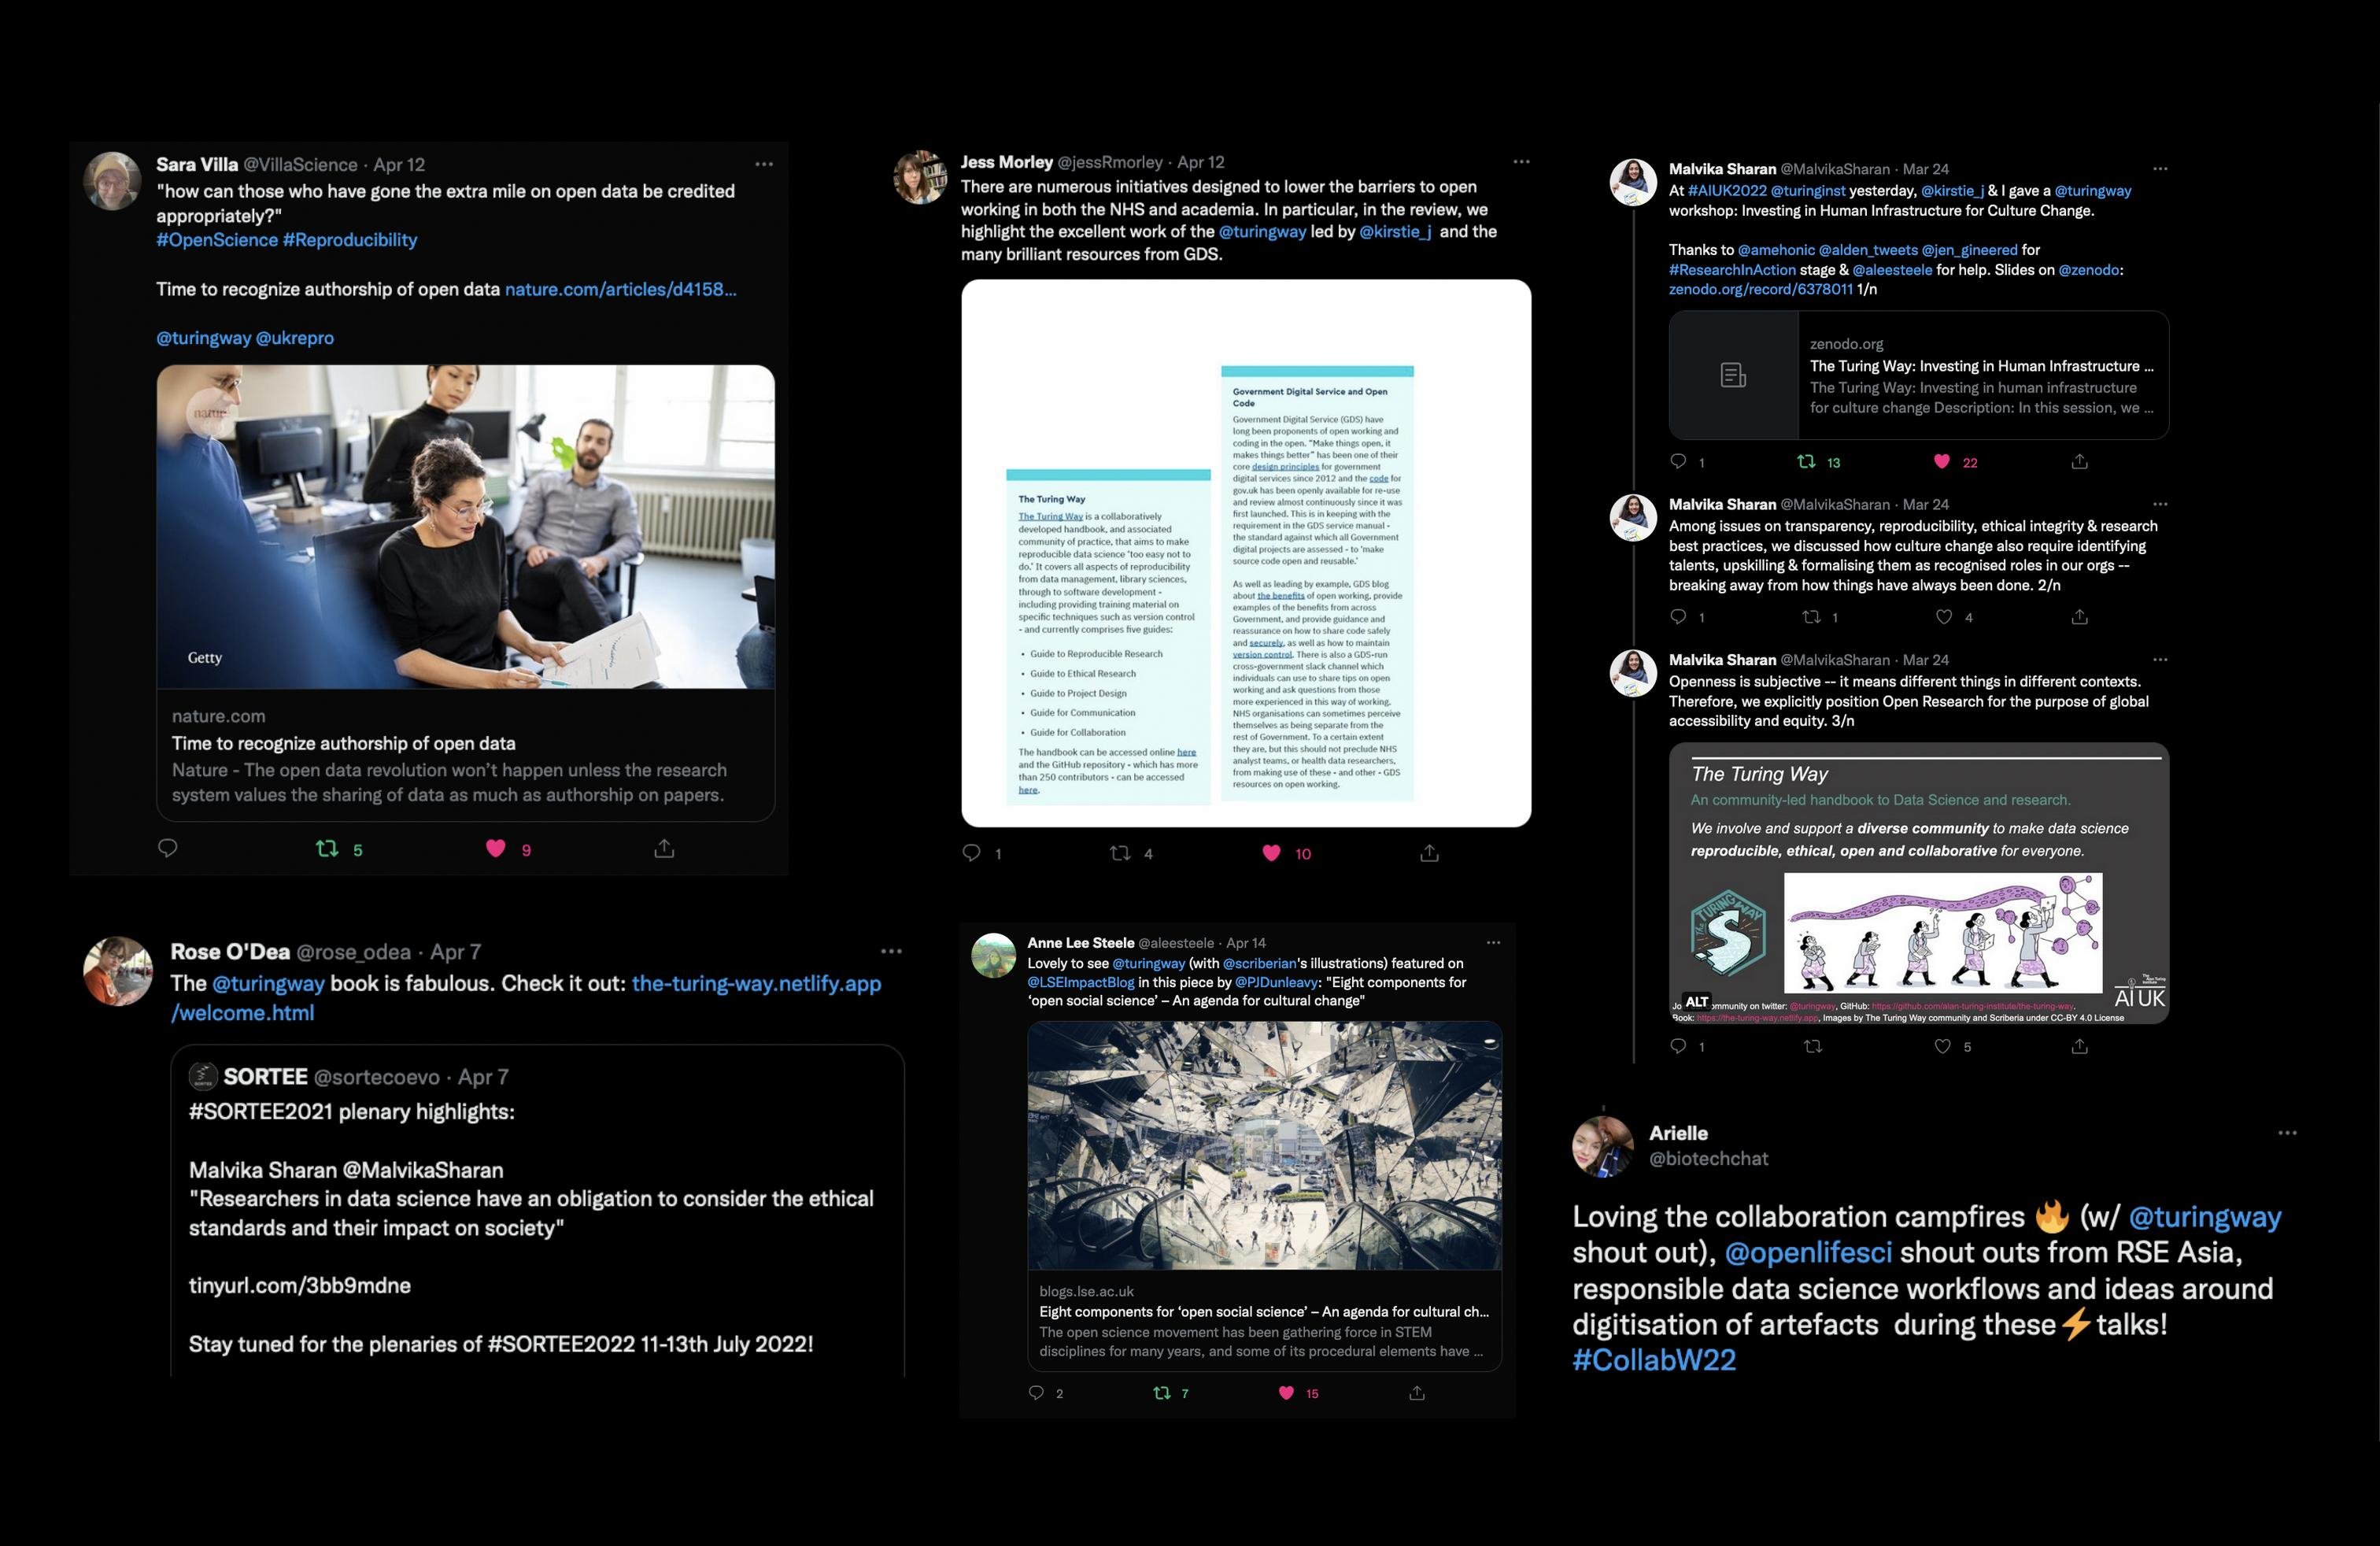 Sara Villa @VillaScience · Apr 12
"how can those who have gone the extra mile on open data be credited
appropriately?"
#OpenScience #Reproducibility
Time to recognize authorship of open data nature.com/articles/d4158...
@turingway @ukrepro
nature
Getty
nature.com
Time to recognize authorship of open data
Nature - The open data revolution won't happen unless the research
system values the sharing of data as much as authorship on papers.
5 9
Rose O'Dea @rose_odea · Apr 7
The @turingway book is fabulous. Check it out: the-turing-way.netlify.app
/welcome.html
SORTEE @sortecoevo · Apr 7
#SORTEE2021 plenary highlights:
Malvika Sharan @MalvikaSharan
"Researchers in data science have an obligation to consider the ethical
standards and their impact on society"
tinyurl.com/3bb9mdne
Stay tuned for the plenaries of #SORTEE2022 11-13th July 2022!
Jess Morley @jessRmorley · Apr 12
There are numerous initiatives designed to lower the barriers to open
working in both the NHS and academia. In particular, in the review, we
highlight the excellent work of the @turingway led by @kirstie_j and the
many brilliant resources from GDS.
The Turing Way
The Turing Way is a collaboratively
developed handbook, and associated
community of practice, that aims to make
reproducible data science 'too easy not to
do.' It covers all aspects of reproducibility
from data management, library sciences,
through to software development -
including providing training material on
specific techniques such as version control
- and currently comprises five guides:
• Guide to Reproducible Research
• Guide to Ethical Research
• Guide to Project Design
• Guide for Communication
• Guide for Collaboration
The handbook can be accessed online here
and the GitHub repository - which has more
than 250 contributors - can be accessed
here.
Government Digital Service and Open
Code
Government Digital Service (GDS) have
long been proponents of open working and
coding in the open. "Make things open, it
makes things better" has been one of their
core design principles for government
digital services since 2012 and the code for
gov.uk has been openly available for re-use
and review almost continuously since it was
first launched. This is in keeping with the
requirement in the GDS service manual -
the standard against which all Government
digital projects are assessed - to 'make
source code open and reusable.'
As well as leading by example, GDS blog
about the benefits of open working, provide
examples of the benefits from across
Government, and provide guidance and
reassurance on how to share code safely
and securely, as well as how to maintain
version control. There is also a GDS-run
cross-government slack channel which
individuals can use to share tips on open
working and ask questions from those
more experienced in this way of working.
NHS organisations can sometimes perceive
themselves as being separate from the
rest of Government. To a certain extent
they are, but this should not preclude NHS
analyst teams, or health data researchers,
from making use of these - and other - GDS
resources on open working.
1 4 10
Anne Lee Steele @aleesteele · Apr 14
Lovely to see @turingway (with @scriberian's illustrations) featured on
@LSEImpactBlog in this piece by @PJDunleavy: "Eight components for
'open social science' – An agenda for cultural change"
blogs.lse.ac.uk
Eight components for 'open social science' – An agenda for cultural ch...
The open science movement has been gathering force in STEM
disciplines for many years, and some of its procedural elements have ...
2 7 15
Malvika Sharan @MalvikaSharan · Mar 24
At #AIUK2022 @turinginst yesterday, @kirstie_j & I gave a @turingway
workshop: Investing in Human Infrastructure for Culture Change.
Thanks to @amehonic @alden_tweets @jen_gineered for
#ResearchInAction stage & @aleesteele for help. Slides on @zenodo:
zenodo.org/record/6378011 1/n
zenodo.org
The Turing Way: Investing in Human Infrastructure ...
The Turing Way: Investing in human infrastructure
for culture change Description: In this session, we ...
1 13 22
Malvika Sharan @MalvikaSharan · Mar 24
Among issues on transparency, reproducibility, ethical integrity & research
best practices, we discussed how culture change also require identifying
talents, upskilling & formalising them as recognised roles in our orgs --
breaking away from how things have always been done. 2/n
1 1 4
Malvika Sharan @MalvikaSharan · Mar 24
Openness is subjective -- it means different things in different contexts.
Therefore, we explicitly position Open Research for the purpose of global
accessibility and equity. 3/n
The Turing Way
An community-led handbook to Data Science and research.
We involve and support a diverse community to make data science
reproducible, ethical, open and collaborative for everyone.
THE TURING WAY
AI UK
ALT
Jo mmunity on twitter: @turingway, GitHub: https://github.com/alan-turing-institute/the-turing-way.
Book: https://the-turing-way.netlify.app, Images by The Turing Way community and Scriberia under CC-BY 4.0 License
1 5
Arielle
@biotechchat
Loving the collaboration campfires 🔥 (w/ @turingway
shout out), @openlifesci shout outs from RSE Asia,
responsible data science workflows and ideas around
digitisation of artefacts during these⚡talks!
#CollabW22